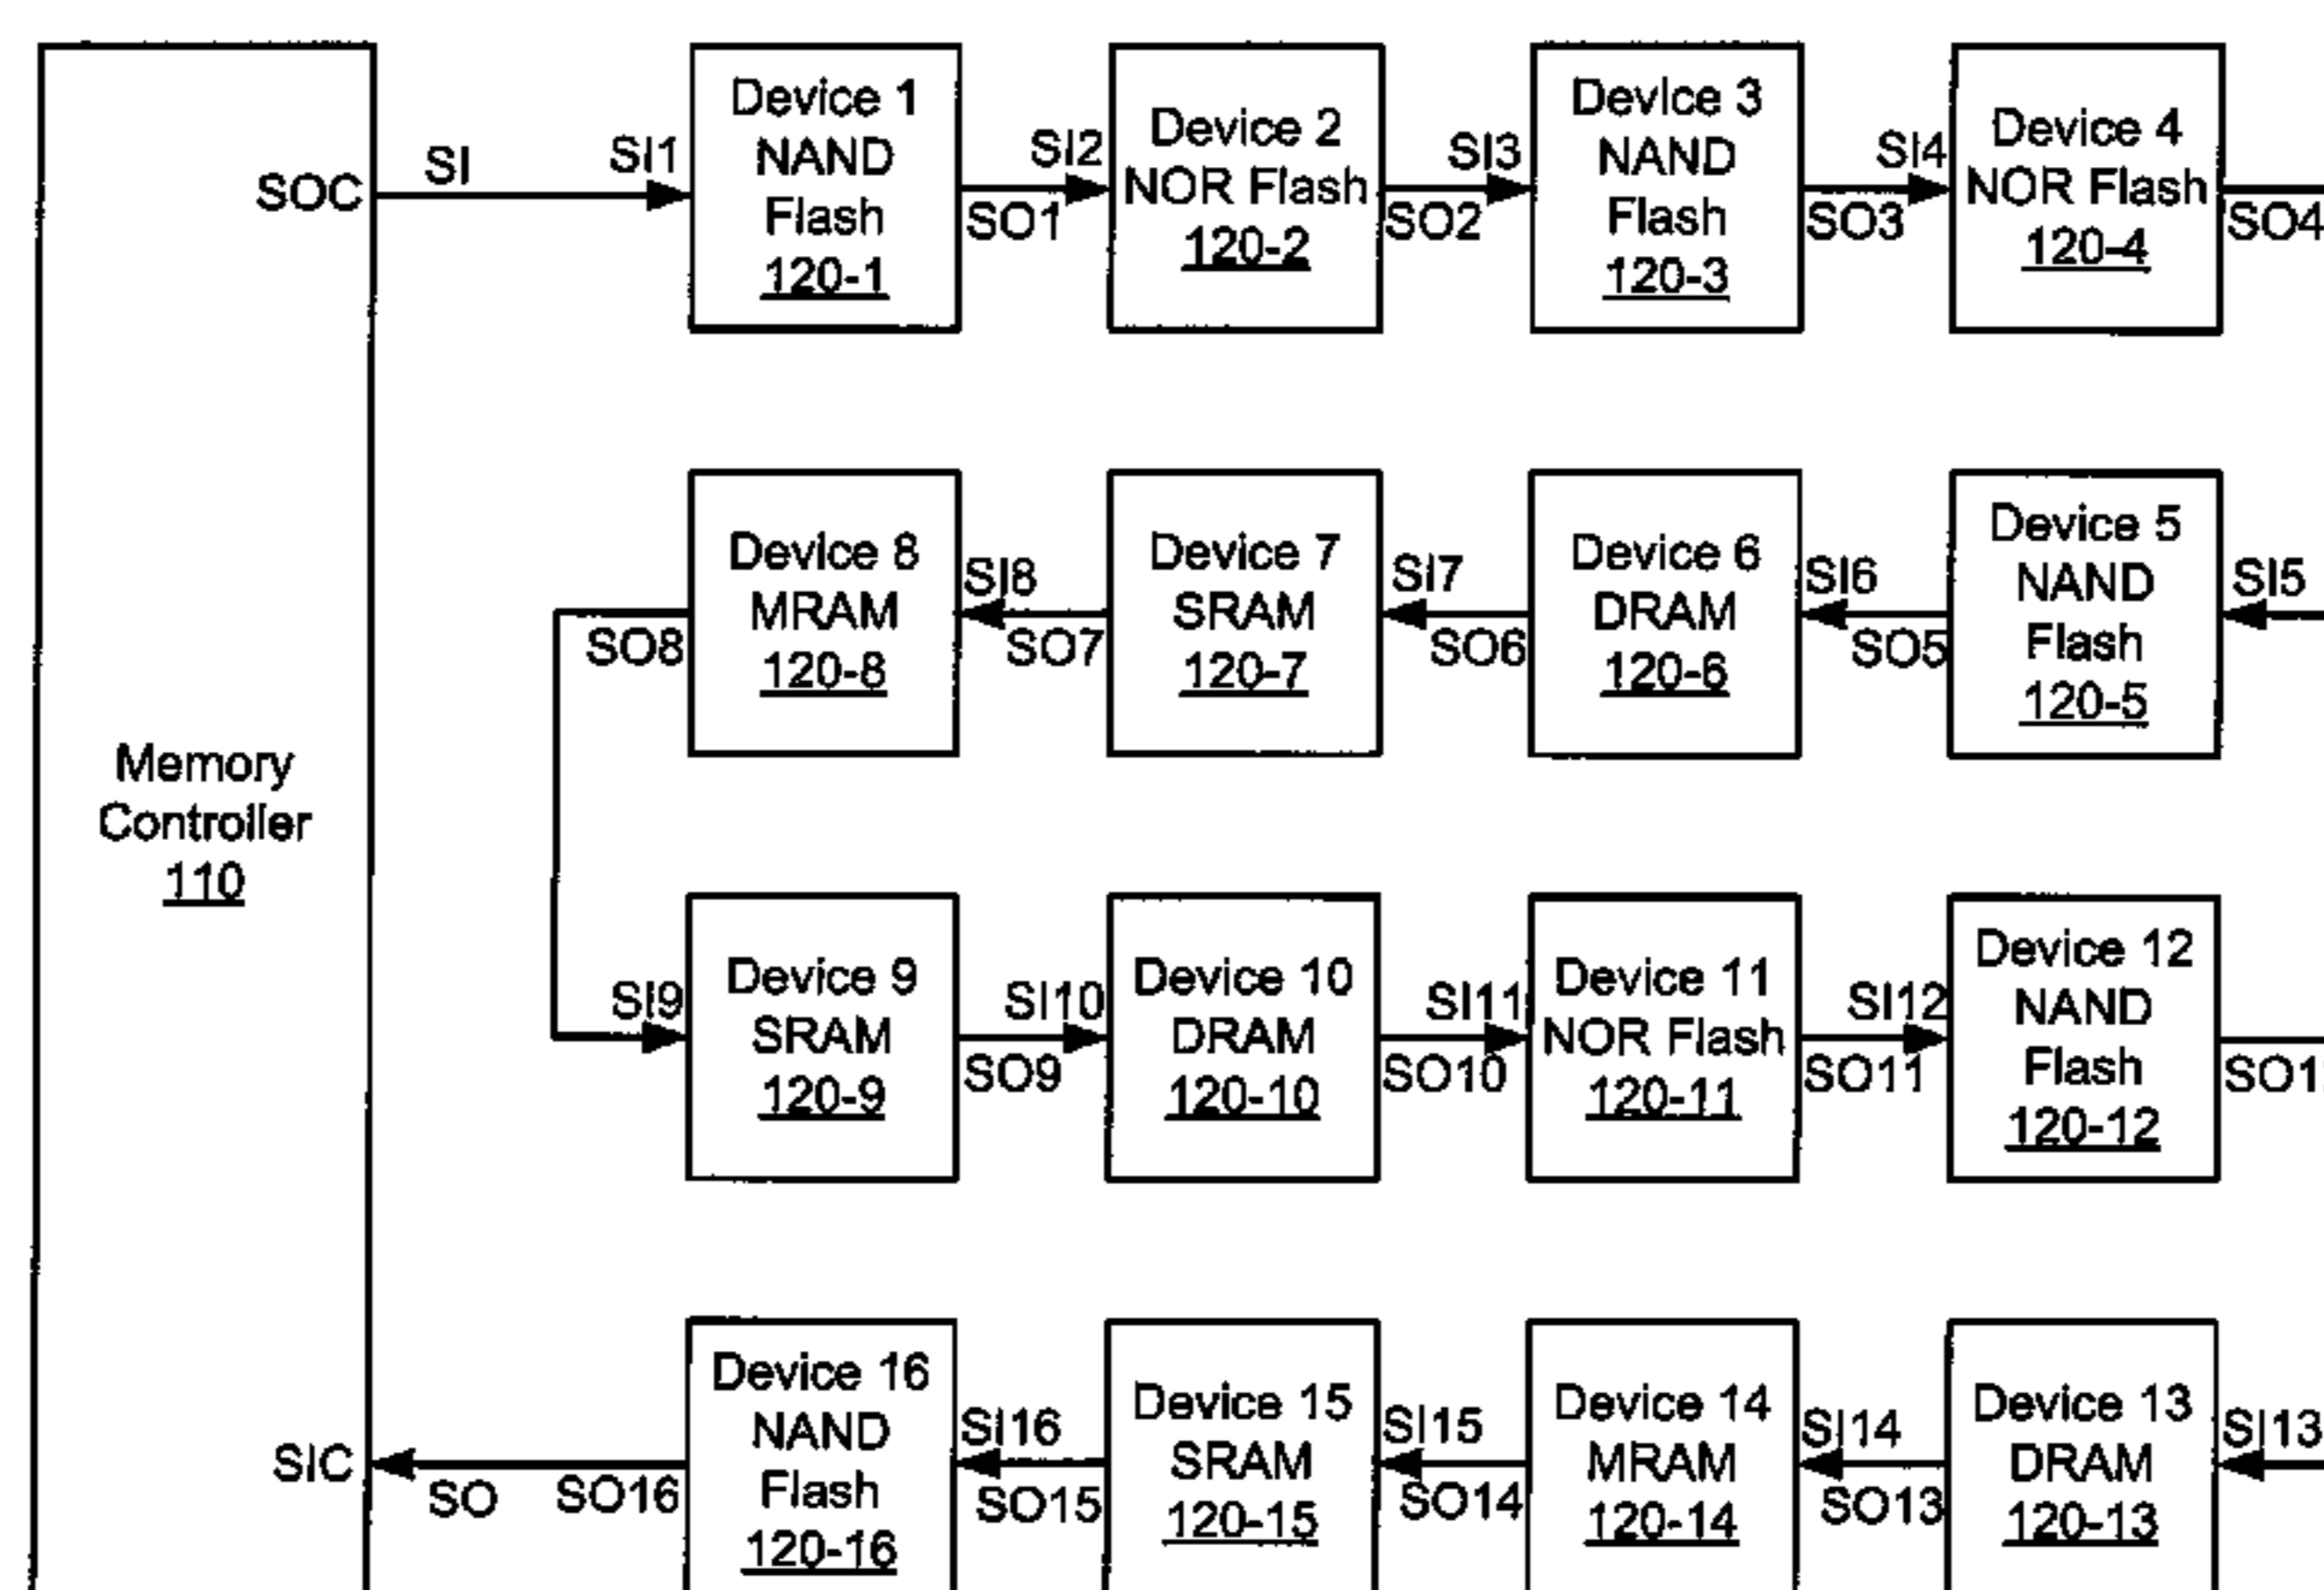 Memory
Controller
110
SOC
SI
SI1
Device 1
NAND
Flash
120-1
SO1
SI2
Device 2
NOR Flash
120-2
SO2
SI3
Device 3
NAND
Flash
120-3
SO3
SI4
Device 4
NOR Flash
120-4
SO4
SI5
Device 5
NAND
Flash
120-5
SO5
SI6
Device 6
DRAM
120-6
SO6
SI7
Device 7
SRAM
120-7
SO7
SI8
Device 8
MRAM
120-8
SO8
SI9
Device 9
SRAM
120-9
SO9
SI10
Device 10
DRAM
120-10
SO10
SI11
Device 11
NOR Flash
120-11
SO11
SI12
Device 12
NAND
Flash
120-12
SI13
Device 13
DRAM
120-13
SO13
SI14
Device 14
MRAM
120-14
SO14
SI15
Device 15
SRAM
120-15
SO15
SI16
Device 16
NAND
Flash
120-16
SO16
SO
SIC